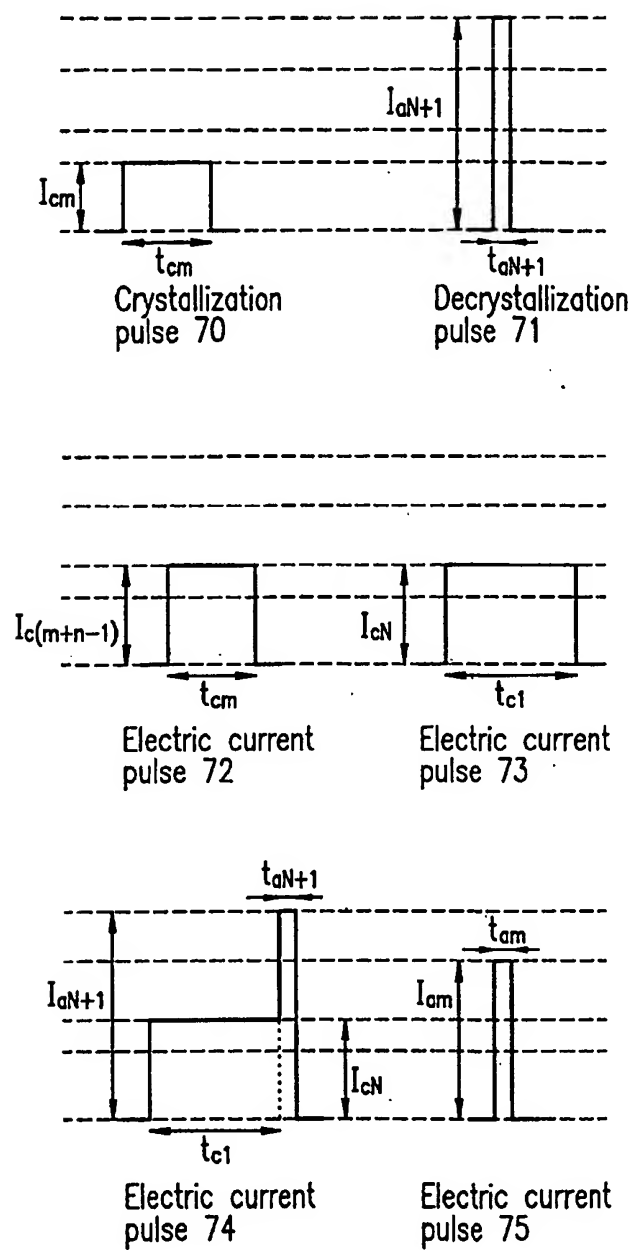 I_aN+1
I_cm
t_cm
t_aN+1
Crystallization
pulse 70
Decrystallization
pulse 71
I_c(m+n-1)
I_cN
t_cm
t_c1
Electric current
pulse 72
Electric current
pulse 73
t_aN+1
t_am
I_aN+1
I_am
I_cN
t_c1
Electric current
pulse 74
Electric current
pulse 75